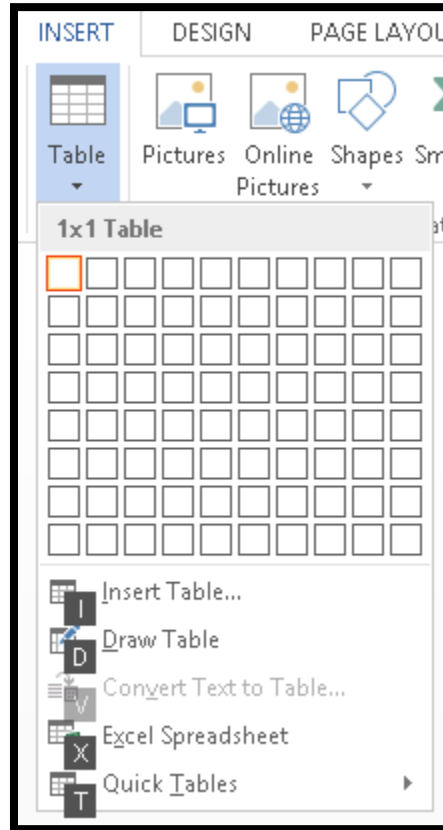 INSERT DESIGN PAGE LAYOU
Table Pictures Online Shapes Sm
Pictures
1x1 Table
I Insert Table...
D Draw Table
V Convert Text to Table...
X Excel Spreadsheet
T Quick Tables